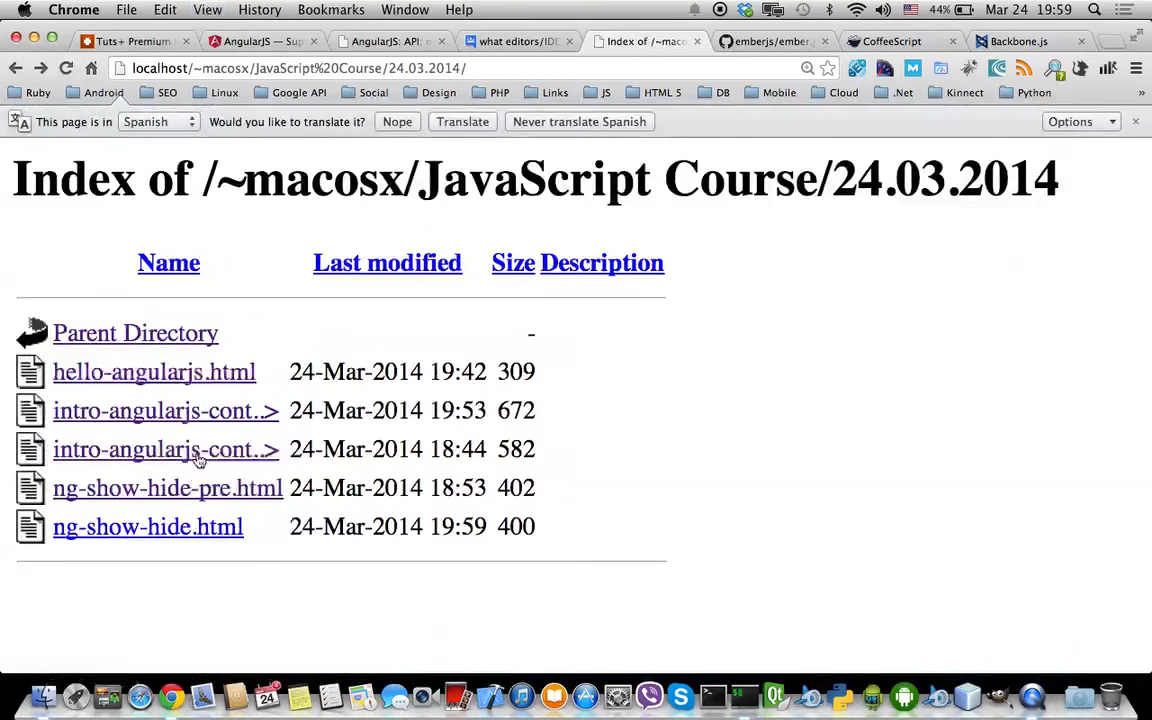 Chrome File Edit View History Bookmarks Window Help 44% Mar 24 19:59
Tuts+ Premium AngularJS — Sup AngularJS: API: n what editors/IDE Index of /~maco emberjs/ember. CoffeeScript Backbone.js
localhost/~macosx/JavaScript%20Course/24.03.2014/
Ruby Android SEO Linux Google API Social Design PHP Links JS HTML 5 DB Mobile Cloud .Net Kinnect Python »
This page is in Spanish Would you like to translate it? Nope Translate Never translate Spanish Options
Index of /~macosx/JavaScript Course/24.03.2014
Name Last modified Size Description
Parent Directory -
hello-angularjs.html 24-Mar-2014 19:42 309
intro-angularjs-cont..> 24-Mar-2014 19:53 672
intro-angularjs-cont..> 24-Mar-2014 18:44 582
ng-show-hide-pre.html 24-Mar-2014 18:53 402
ng-show-hide.html 24-Mar-2014 19:59 400